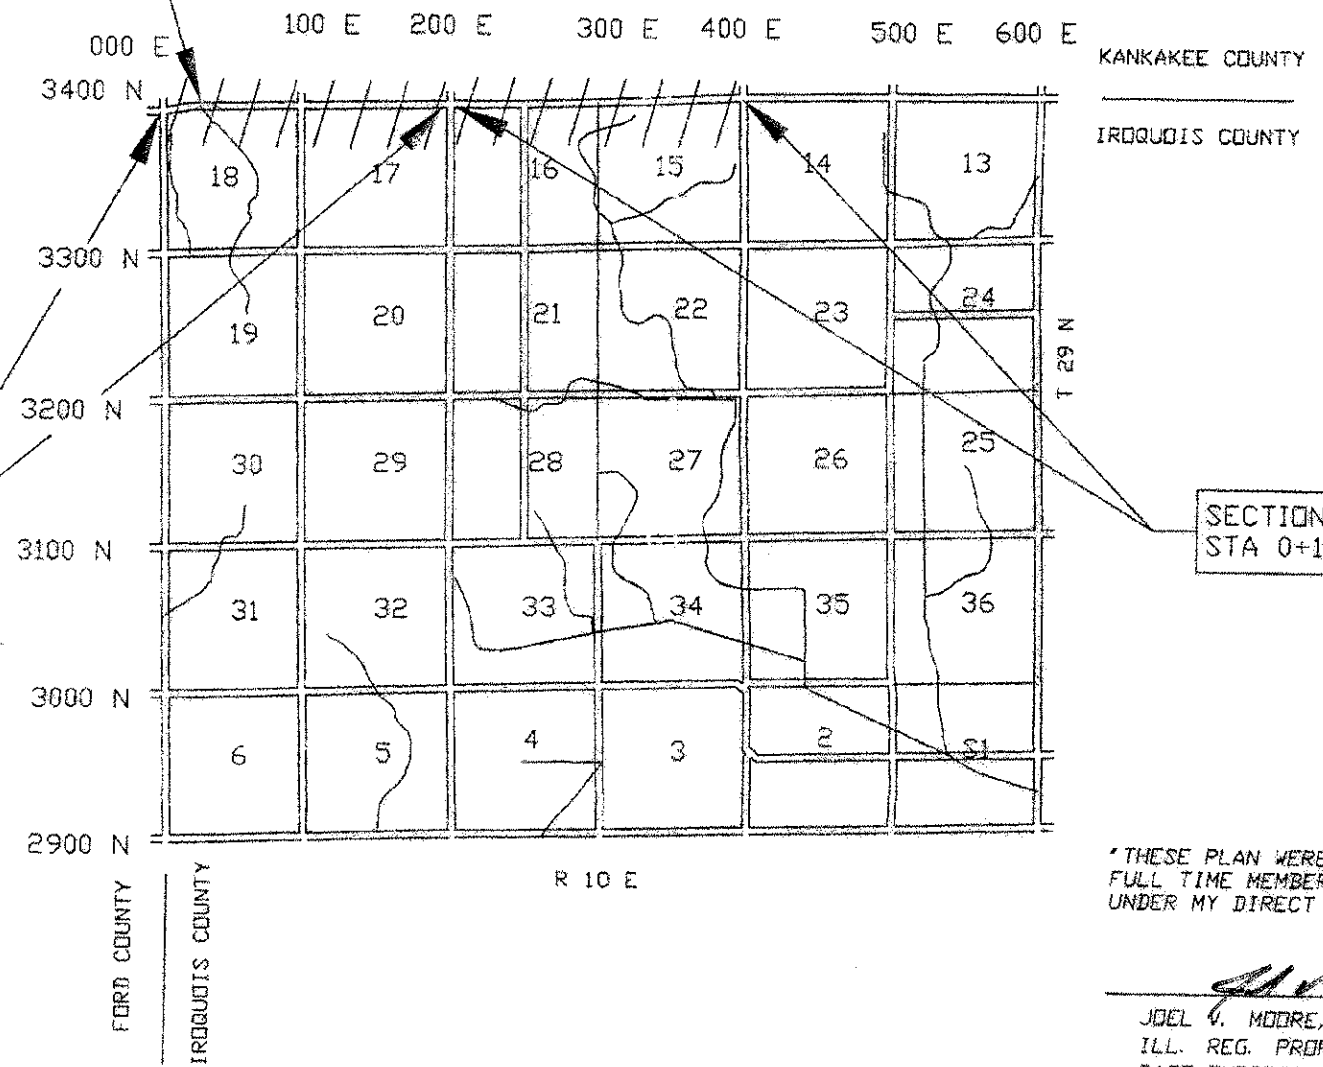 000 E 100 E 200 E 300 E 400 E 500 E 600 E
KANKAKEE COUNTY
3400 N
IROQUOIS COUNTY
18 17 16 15 14 13
3300 N
19 20 21 22 23 24
T 29 N
3200 N
30 29 28 27 26 25
SECTION
STA 0+1
3100 N
31 32 33 34 35 36
3000 N
6 5 4 3 2 S1
2900 N
R 10 E
FORD COUNTY
IROQUOIS COUNTY
"THESE PLAN WERE
FULL TIME MEMBER
UNDER MY DIRECT
JOEL V. MOORE,
ILL. REG. PROF